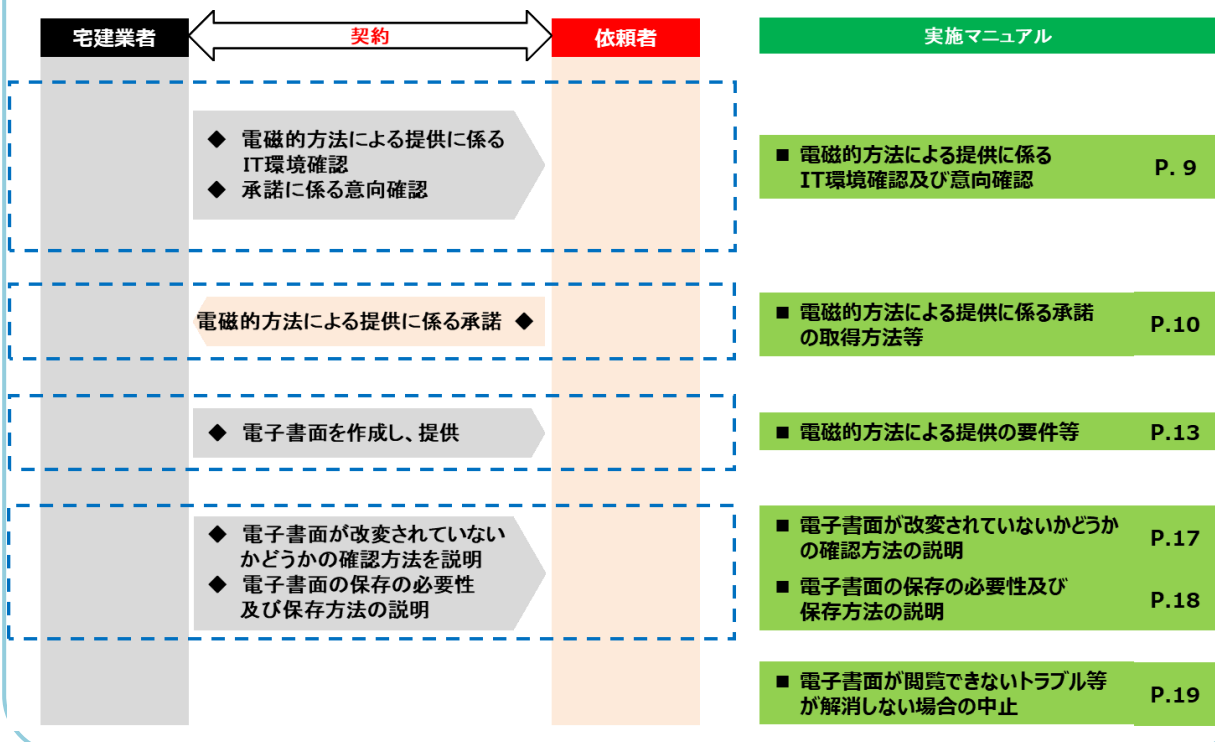 宅建業者
契約
依頼者
実施マニュアル
◆ 電磁的方法による提供に係る
IT環境確認
◆ 承諾に係る意向確認
■ 電磁的方法による提供に係る
IT環境確認及び意向確認
P. 9
電磁的方法による提供に係る承諾 ◆
■ 電磁的方法による提供に係る承諾
の取得方法等
P.10
◆ 電子書面を作成し、提供
■ 電磁的方法による提供の要件等
P.13
◆ 電子書面が改変されていない
かどうかの確認方法を説明
◆ 電子書面の保存の必要性
及び保存方法の説明
■ 電子書面が改変されていないかどうか
の確認方法の説明
P.17
■ 電子書面の保存の必要性及び
保存方法の説明
P.18
■ 電子書面が閲覧できないトラブル等
が解消しない場合の中止
P.19